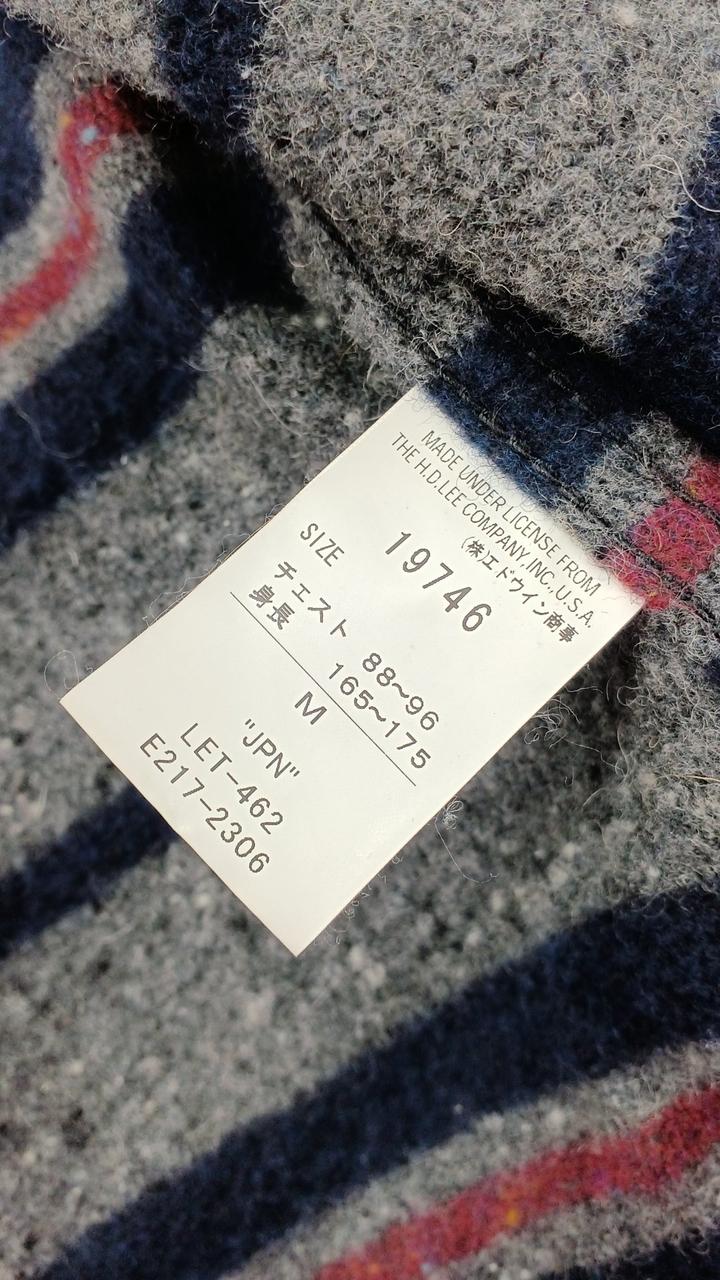 MADE UNDER LICENSE FROM
THE H.D.LEE COMPANY,INC.,U.S.A.
(株)エドウイン商事
19746
SIZE
チェスト 88~96
身長 165~175
M
"JPN"
LET-462
E217-2306